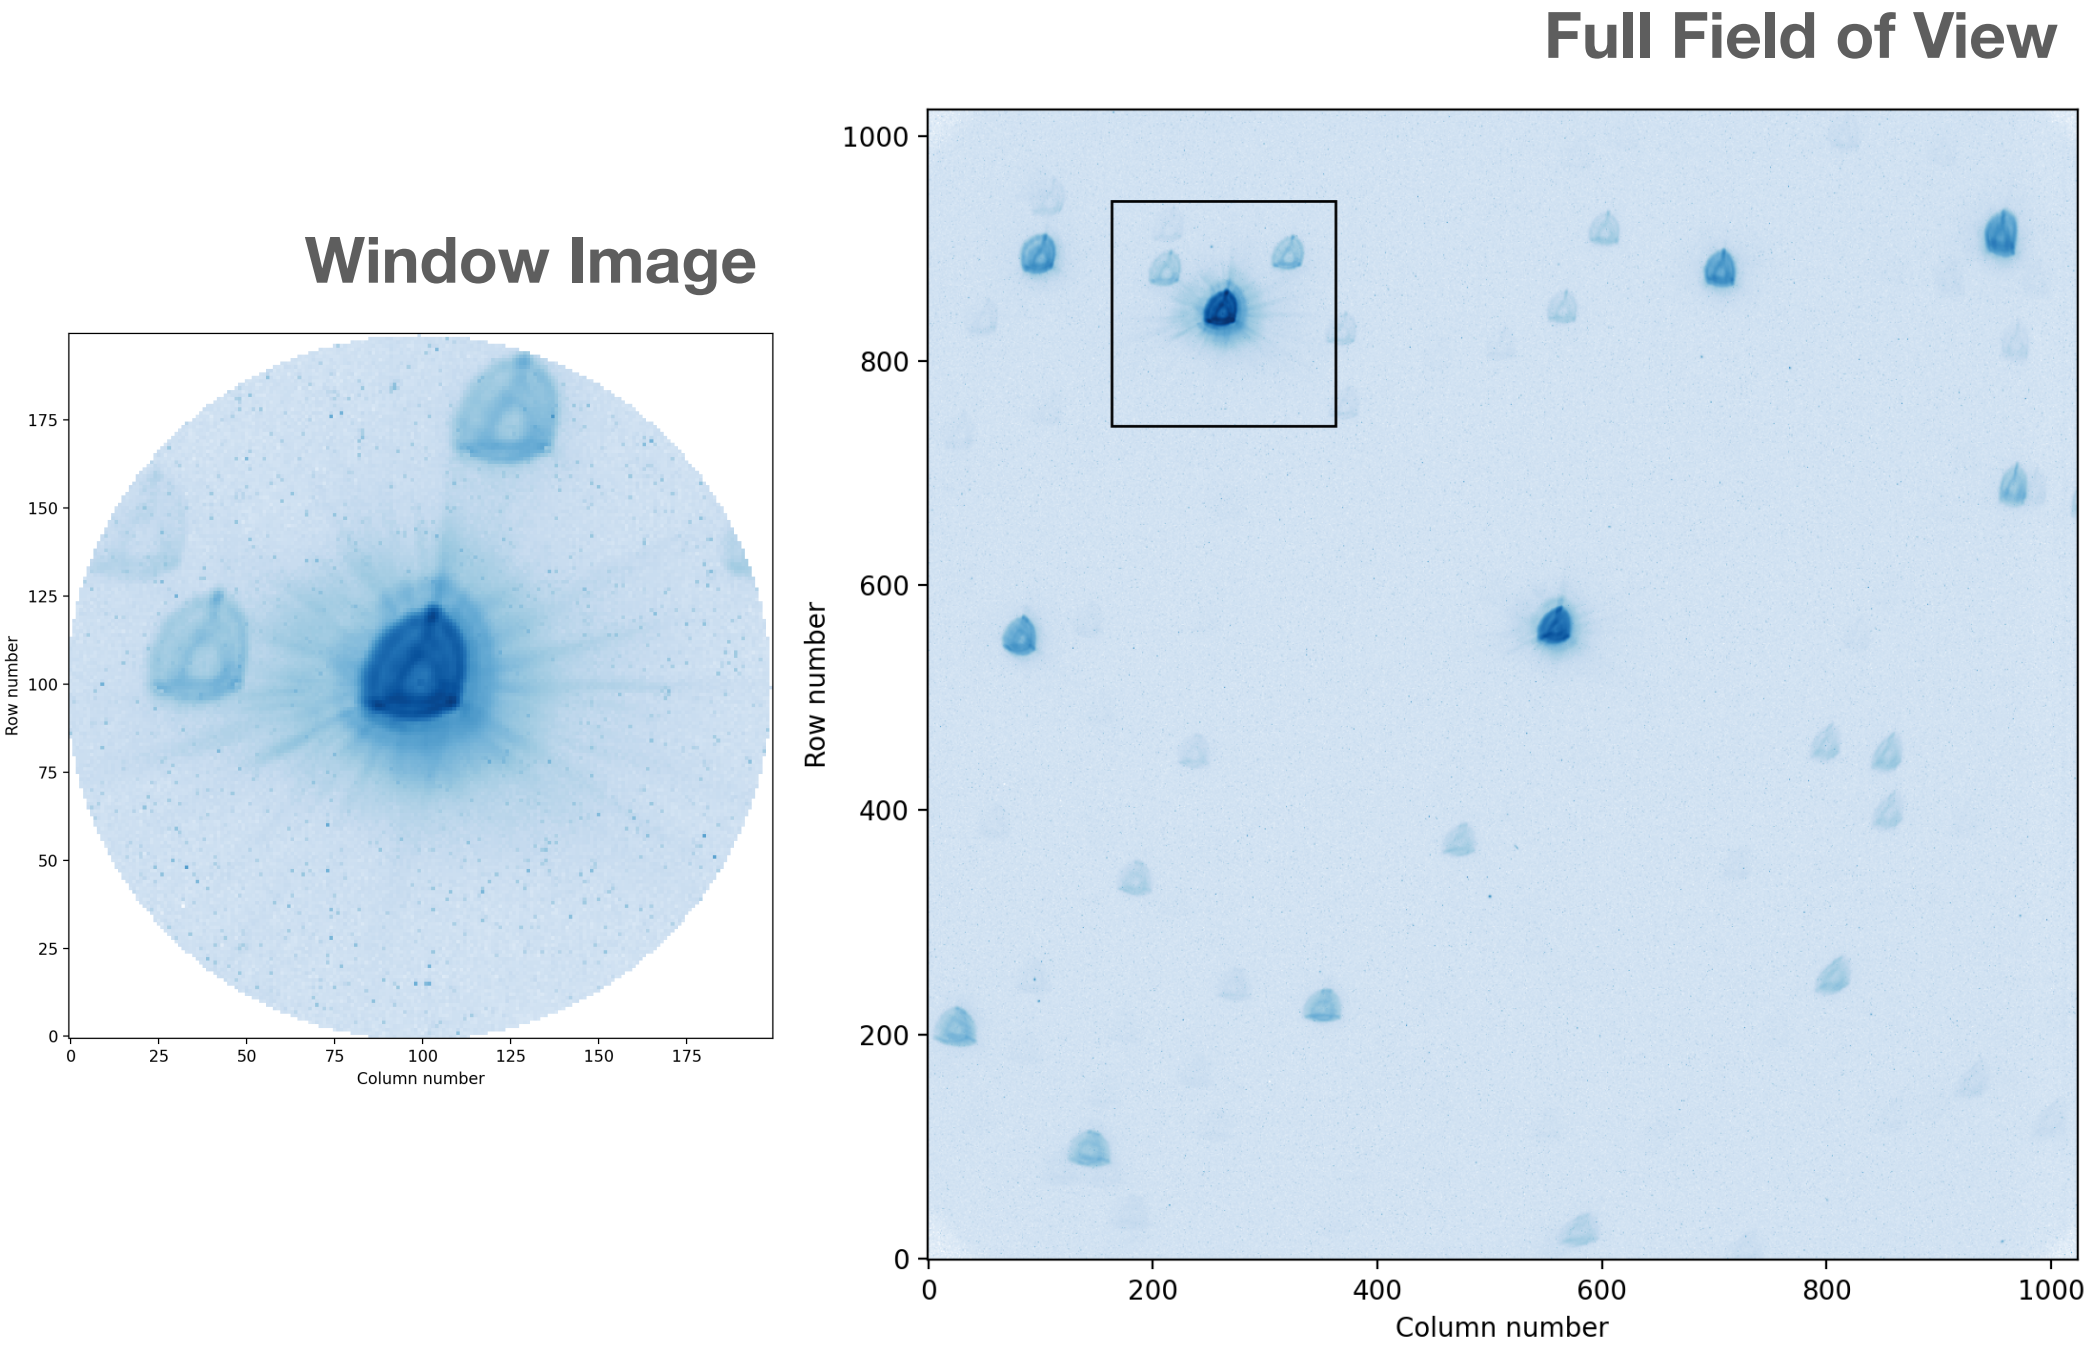 Full Field of View
Window Image
175
150
125
100
75
50
25
0
Row number
0 25 50 75 100 125 150 175
Column number
1000
800
600
400
200
0
Row number
0 200 400 600 800 1000
Column number